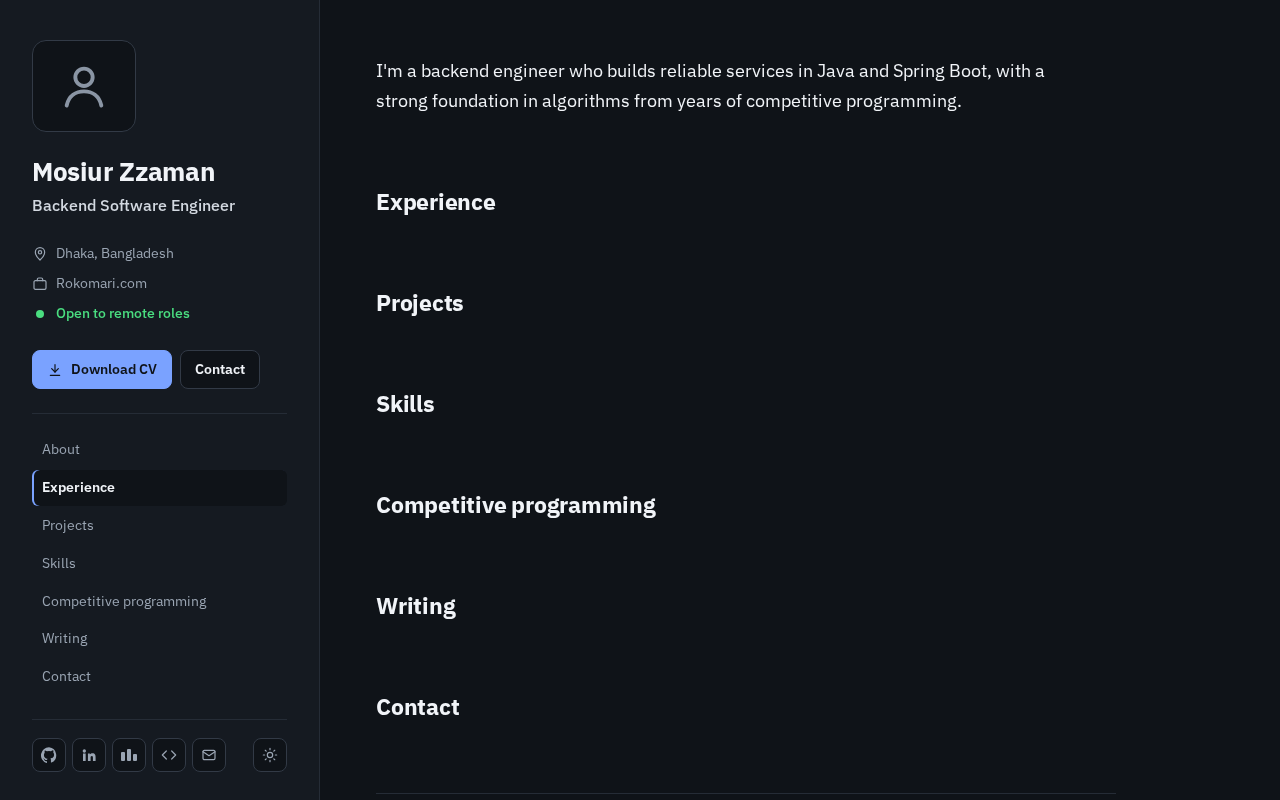 Mosiur Zzaman
Backend Software Engineer
Dhaka, Bangladesh
Rokomari.com
Open to remote roles
Download CV
Contact
About
Experience
Projects
Skills
Competitive programming
Writing
Contact
I'm a backend engineer who builds reliable services in Java and Spring Boot, with a
strong foundation in algorithms from years of competitive programming.
Experience
Projects
Skills
Competitive programming
Writing
Contact